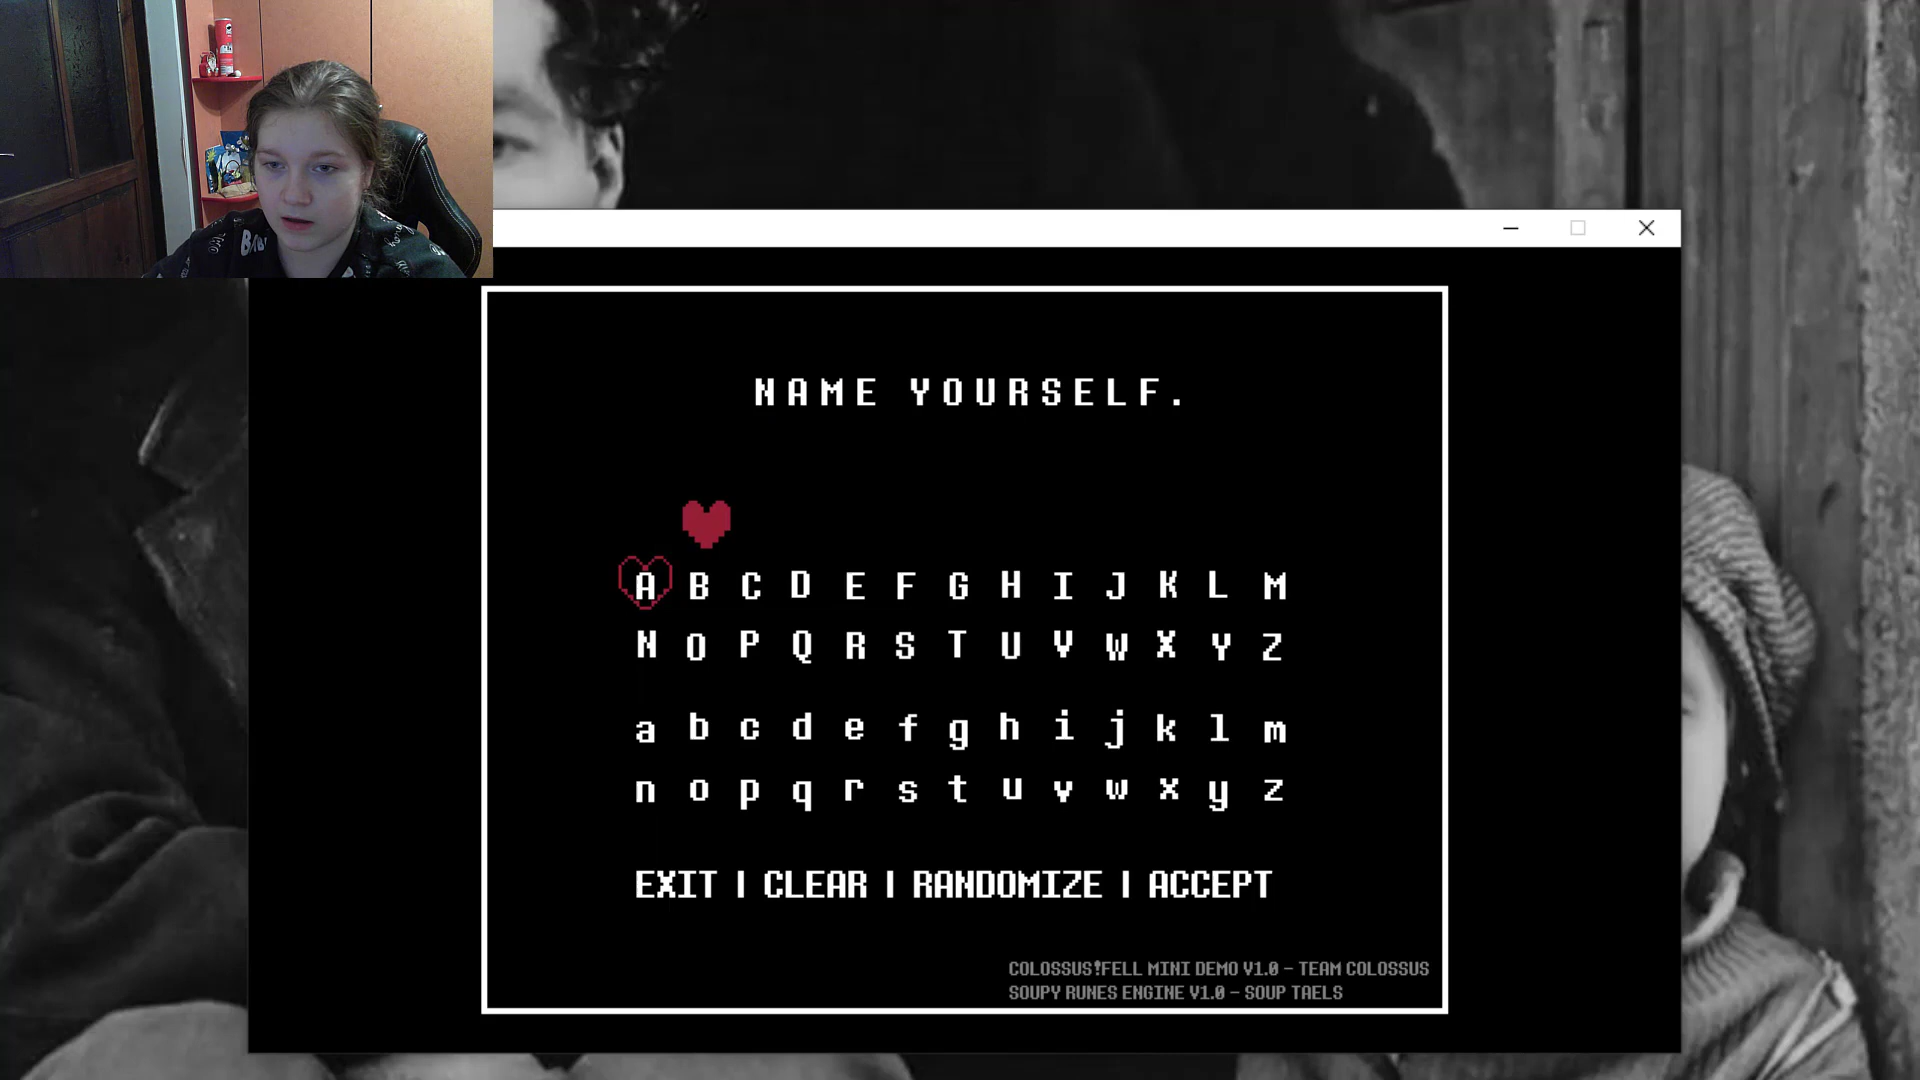 NAME YOURSELF.
A B C D E F G H I J K L M
N O P Q R S T U V W X Y Z
a b c d e f g h i j k l m
n o p q r s t u v w x y z
EXIT | CLEAR | RANDOMIZE | ACCEPT
COLOSSUS!FELL MINI DEMO V1.0 - TEAM COLOSSUS
SOUPY RUNES ENGINE V1.0 - SOUP TAELS